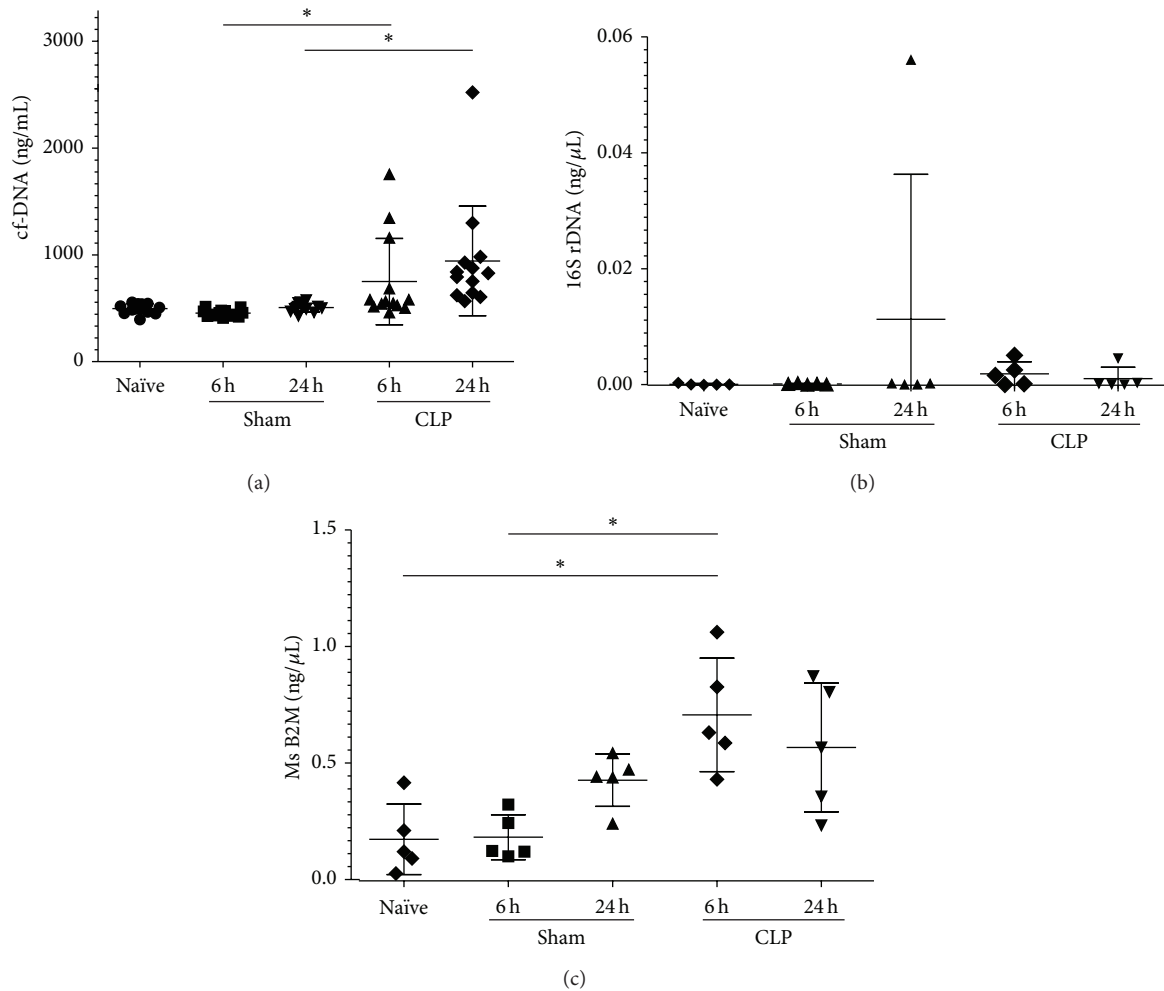 *
*
3000
2000
1000
0
cf-DNA (ng/mL)
Naïve
6 h
24 h
6 h
24 h
Sham
CLP
(a)
0.06
0.04
0.02
0.00
16S rDNA (ng/μL)
Naïve
6 h
24 h
6 h
24 h
Sham
CLP
(b)
*
*
1.5
1.0
0.5
0.0
Ms B2M (ng/μL)
Naïve
6 h
24 h
6 h
24 h
Sham
CLP
(c)